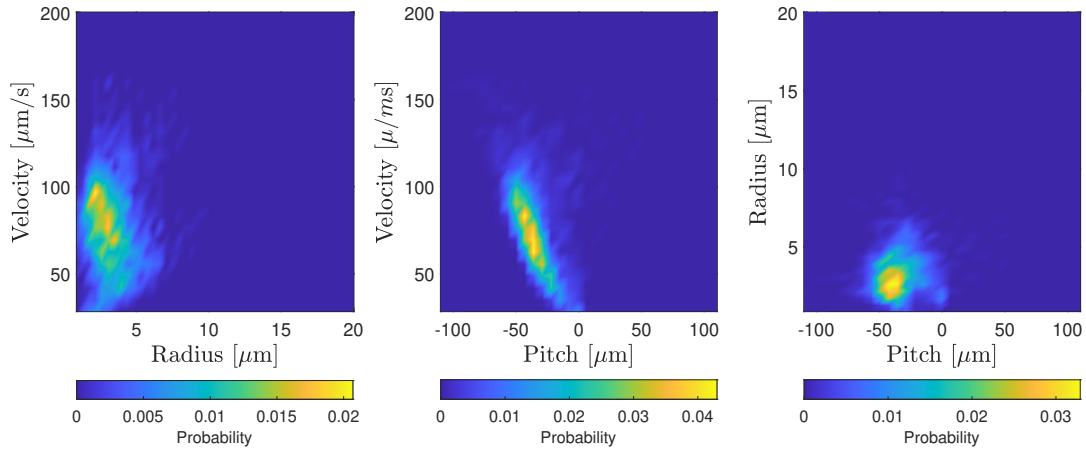 200
150
100
50
Velocity [μm/s]
5 10 15 20
Radius [μm]
0 0.005 0.01 0.015 0.02
Probability
200
150
100
50
Velocity [μ/ms]
-100 -50 0 50 100
Pitch [μm]
0 0.01 0.02 0.03 0.04
Probability
20
15
10
5
Radius [μm]
-100 -50 0 50 100
Pitch [μm]
0 0.01 0.02 0.03
Probability